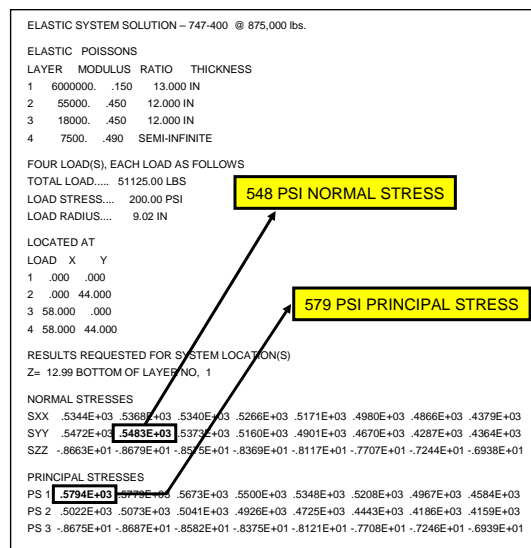 ELASTIC SYSTEM SOLUTION – 747-400 @ 875,000 lbs.
ELASTIC POISSONS
LAYER MODULUS RATIO THICKNESS
1 6000000. .150 13.000 IN
2 55000. .450 12.000 IN
3 18000. .450 12.000 IN
4 7500. .490 SEMI-INFINITE
FOUR LOAD(S), EACH LOAD AS FOLLOWS
TOTAL LOAD..... 51125.00 LBS
LOAD STRESS.... 200.00 PSI
LOAD RADIUS.... 9.02 IN
548 PSI NORMAL STRESS
LOCATED AT
LOAD X Y
1 .000 .000
2 .000 44.000
3 58.000 .000
4 58.000 44.000
579 PSI PRINCIPAL STRESS
RESULTS REQUESTED FOR SYSTEM LOCATION(S)
Z= 12.99 BOTTOM OF LAYER NO, 1
NORMAL STRESSES
SXX .5344E+03 .5368E+03 .5340E+03 .5266E+03 .5171E+03 .4980E+03 .4866E+03 .4379E+03
SYY .5472E+03 .5483E+03 .5373E+03 .5160E+03 .4901E+03 .4670E+03 .4287E+03 .4364E+03
SZZ -.8663E+01 -.8679E+01 -.8575E+01 -.8369E+01 -.8117E+01 -.7707E+01 -.7244E+01 -.6938E+01
PRINCIPAL STRESSES
PS 1 .5794E+03 .5779E+03 .5673E+03 .5500E+03 .5348E+03 .5208E+03 .4967E+03 .4584E+03
PS 2 .5022E+03 .5073E+03 .5041E+03 .4926E+03 .4725E+03 .4443E+03 .4186E+03 .4159E+03
PS 3 -.8675E+01 -.8687E+01 -.8582E+01 -.8375E+01 -.8121E+01 -.7708E+01 -.7246E+01 -.6939E+01